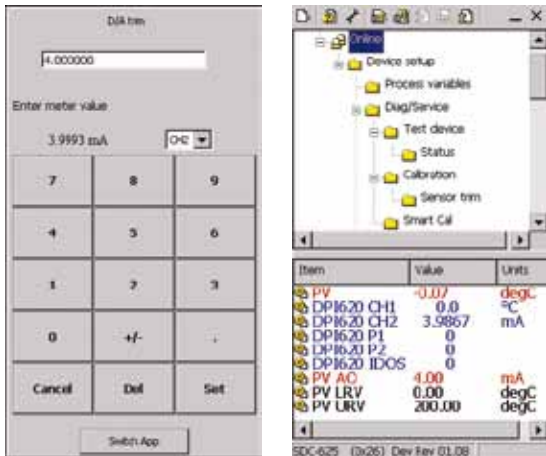 D/A trim
4.000000
Enter meter value
3.9993 mA
CH2
7 8 9
4 5 6
1 2 3
0 +/- .
Cancel Del Set
Switch App
Online
Device setup
Process variables
Diag/Service
Test device
Status
Calibration
Sensor trim
Smart Cal
Item Value Units
PV -0.07 degC
DPI620 CH1 0.0 ºC
DPI620 CH2 3.9867 mA
DPI620 P1 0
DPI620 P2 0
DPI620 IDOS 0
PV AO 4.00 mA
PV LRV 0.00 degC
PV URV 200.00 degC
SDC-625 (0x26) Dev Rev 01.08